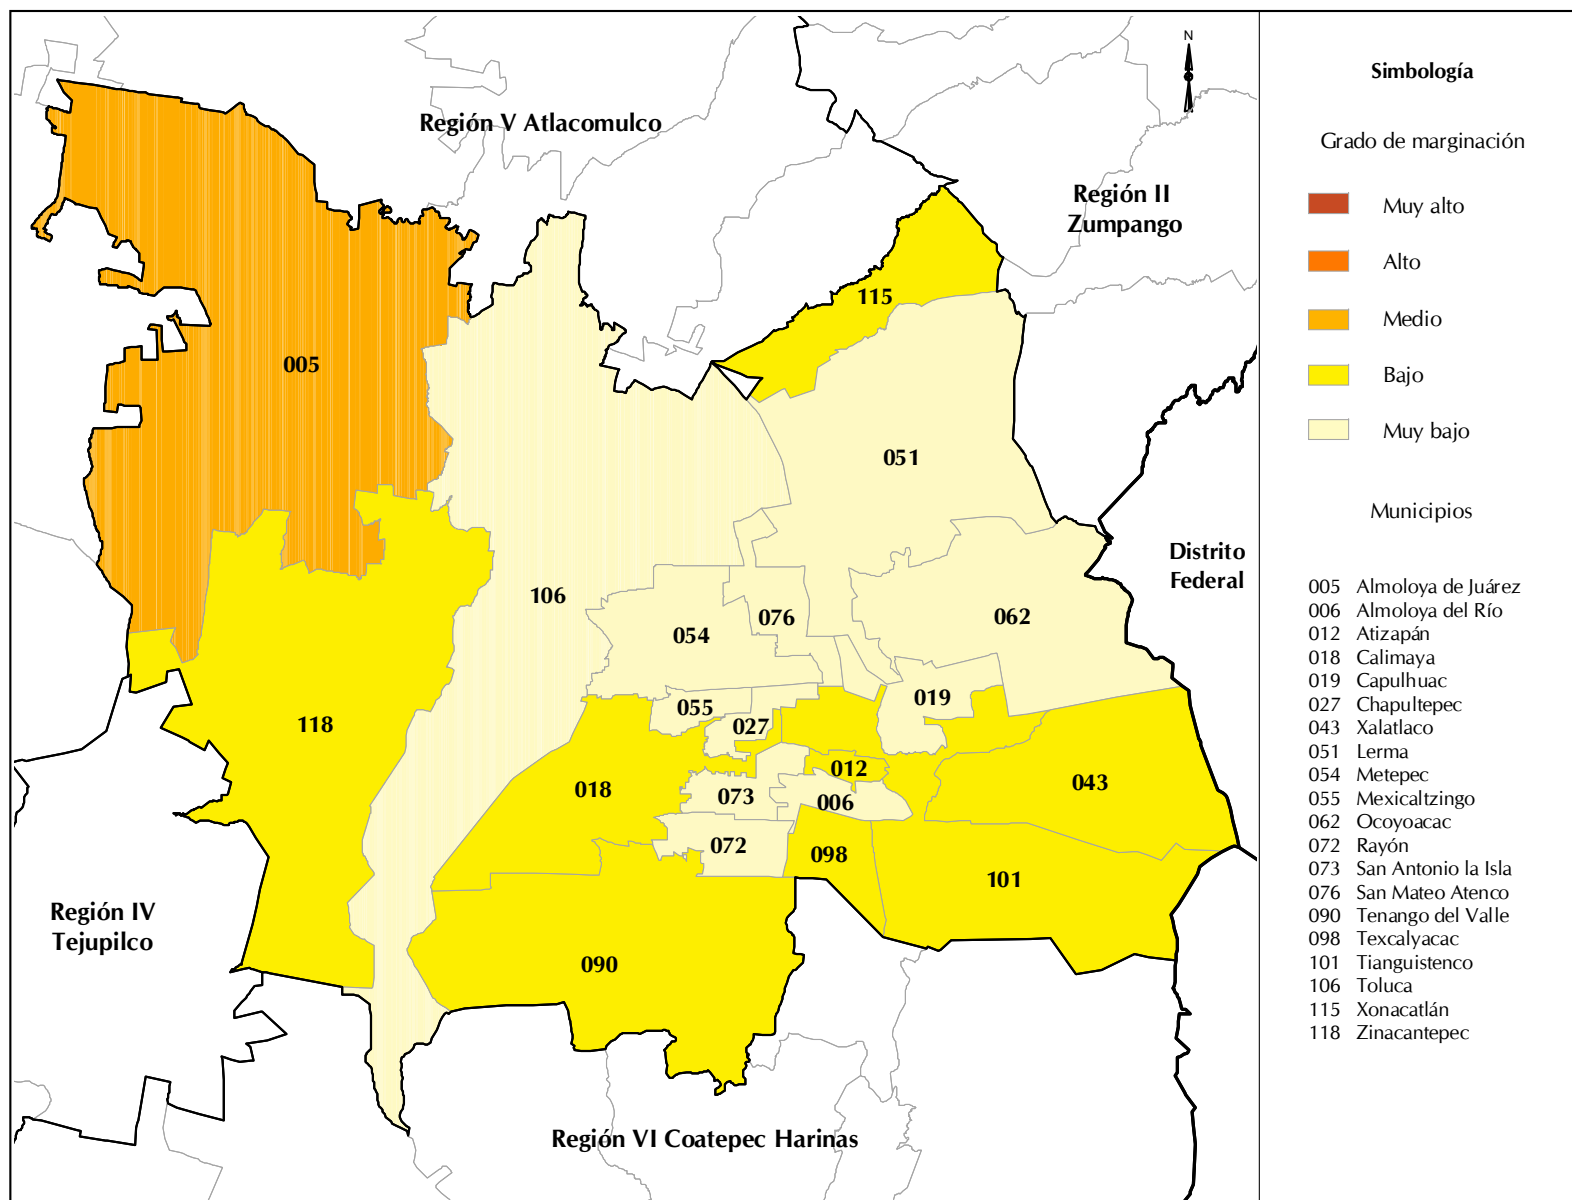 N
Región V Atlacomulco
Región II
Zumpango
115
005
051
Distrito
Federal
106
076
062
054
019
055
118
027
012
043
018
073
006
072
098
101
Región IV
Tejupilco
090
Región VI Coatepec Harinas
Simbología
Grado de marginación
Muy alto
Alto
Medio
Bajo
Muy bajo
Municipios
005 Almoloya de Juárez
006 Almoloya del Río
012 Atizapán
018 Calimaya
019 Capulhuac
027 Chapultepec
043 Xalatlaco
051 Lerma
054 Metepec
055 Mexicaltzingo
062 Ocoyoacac
072 Rayón
073 San Antonio la Isla
076 San Mateo Atenco
090 Tenango del Valle
098 Texcalyacac
101 Tianguistenco
106 Toluca
115 Xonacatlán
118 Zinacantepec